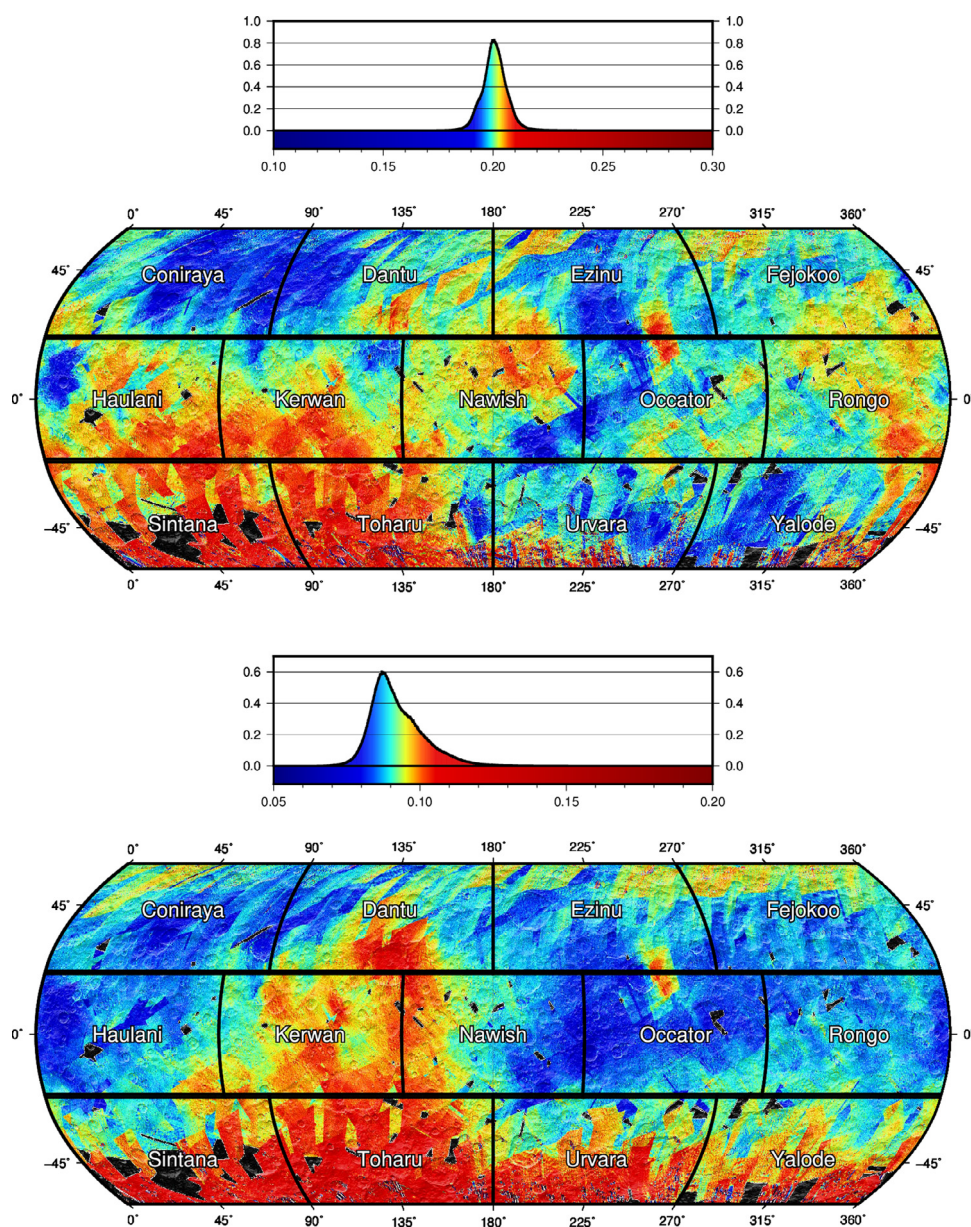 1.0 1.0
0.8 0.8
0.6 0.6
0.4 0.4
0.2 0.2
0.0 0.0
0.10 0.15 0.20 0.25 0.30
0˚ 45˚ 90˚ 135˚ 180˚ 225˚ 270˚ 315˚ 360˚
45˚ Coniraya Dantu Ezinu Fejokoo 45˚
0˚ Haulani Kerwan Nawish Occator Rongo 0
−45˚ Sintana Toharu Urvara Yalode −45˚
0˚ 45˚ 90˚ 135˚ 180˚ 225˚ 270˚ 315˚ 360˚
0.6 0.6
0.4 0.4
0.2 0.2
0.0 0.0
0.05 0.10 0.15 0.20
0˚ 45˚ 90˚ 135˚ 180˚ 225˚ 270˚ 315˚ 360˚
45˚ Coniraya Dantu Ezinu Fejokoo 45˚
0˚ Haulani Kerwan Nawish Occator Rongo 0
−45˚ Sintana Toharu Urvara Yalode −45˚
0˚ 45˚ 90˚ 135˚ 180˚ 225˚ 270˚ 315˚ 360˚